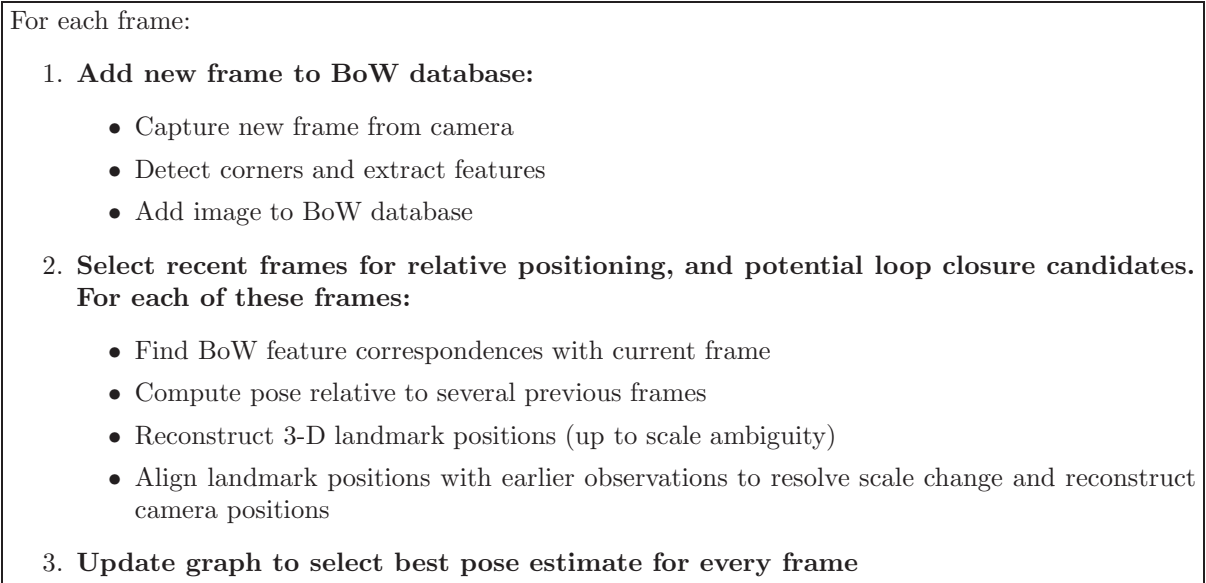 For each frame:
1. Add new frame to BoW database:
• Capture new frame from camera
• Detect corners and extract features
• Add image to BoW database
2. Select recent frames for relative positioning, and potential loop closure candidates.
For each of these frames:
• Find BoW feature correspondences with current frame
• Compute pose relative to several previous frames
• Reconstruct 3-D landmark positions (up to scale ambiguity)
• Align landmark positions with earlier observations to resolve scale change and reconstruct
camera positions
3. Update graph to select best pose estimate for every frame